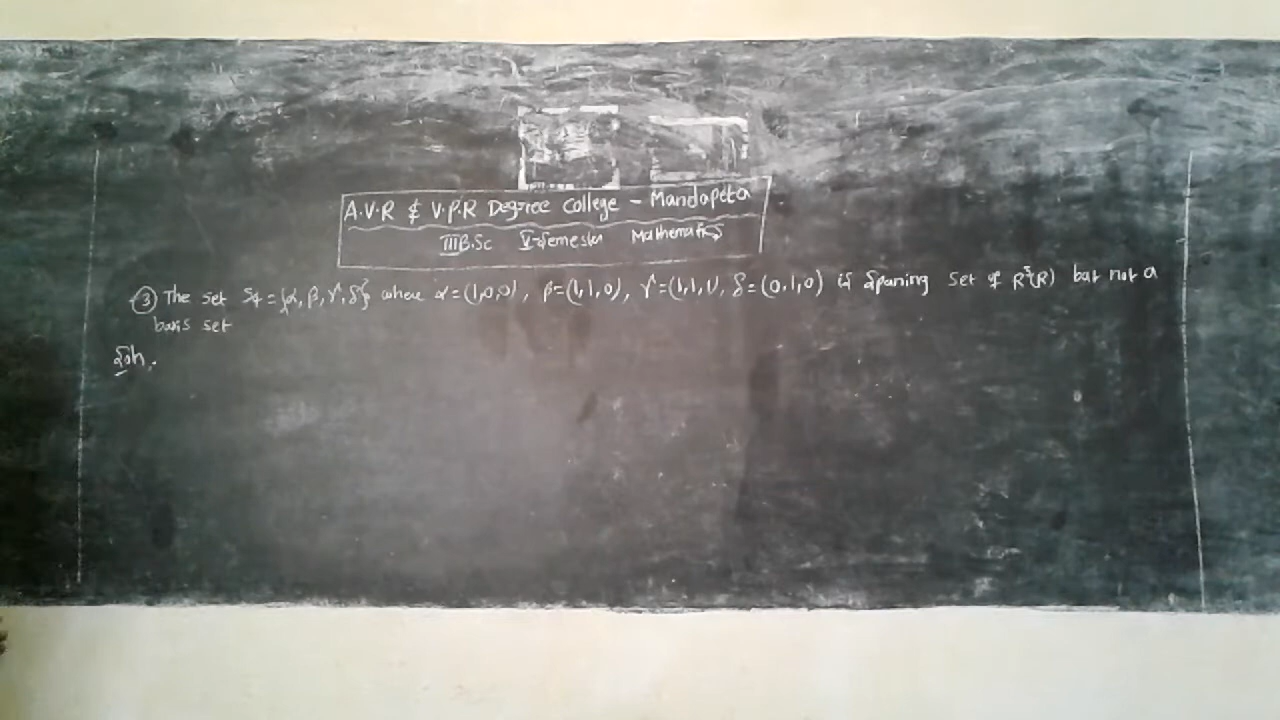 A.V.R & V.P.R Degree College - Mandapeta
III B.Sc V-Semester Mathematics
③ The set S4 = {α, β, γ, δ} where α = (1,0,0), β = (1,1,0), γ = (1,1,1), δ = (0,1,0) is Spaning set of R³(R) but not a
basis set
Soln.